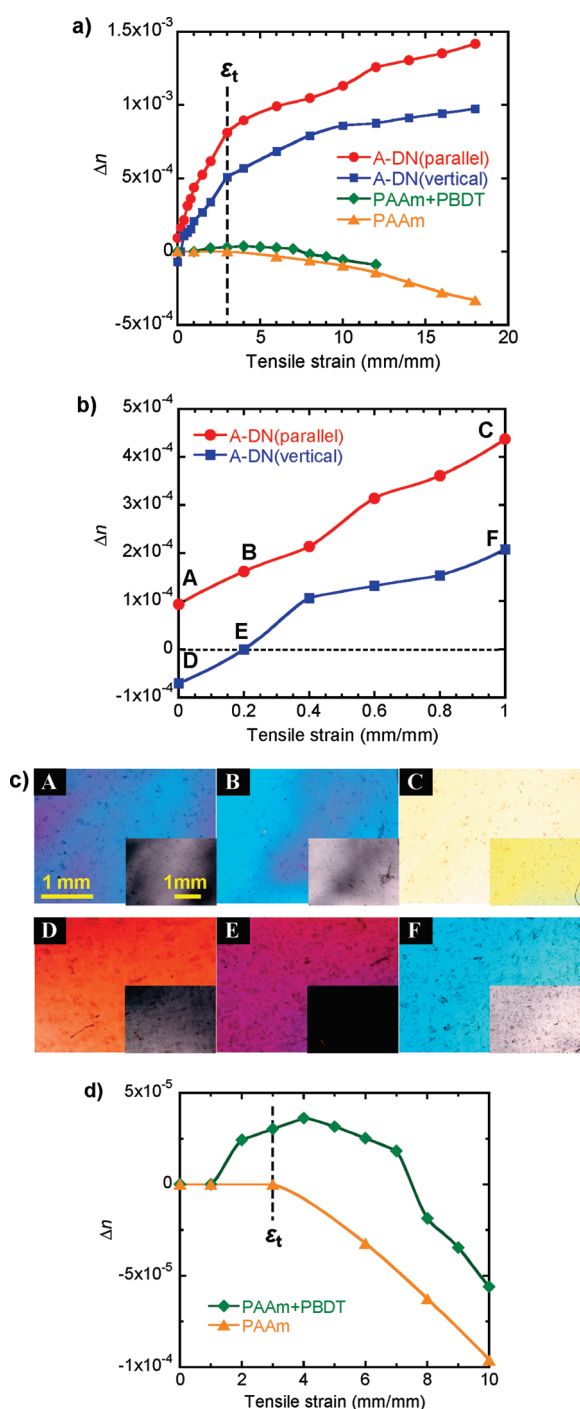 a)
1.5x10⁻³
1x10⁻³
5x10⁻⁴
0
-5x10⁻⁴
Δn
εt
A-DN(parallel)
A-DN(vertical)
PAAm+PBDT
PAAm
0 5 10 15 20
Tensile strain (mm/mm)
b)
5x10⁻⁴
4x10⁻⁴
3x10⁻⁴
2x10⁻⁴
1x10⁻⁴
0
-1x10⁻⁴
Δn
A-DN(parallel)
A-DN(vertical)
A
B
C
D
E
F
0 0.2 0.4 0.6 0.8 1
Tensile strain (mm/mm)
c)
A B C
1 mm 1mm
D E F
d)
5x10⁻⁵
0
-5x10⁻⁵
-1x10⁻⁴
Δn
εt
PAAm+PBDT
PAAm
0 2 4 6 8 10
Tensile strain (mm/mm)